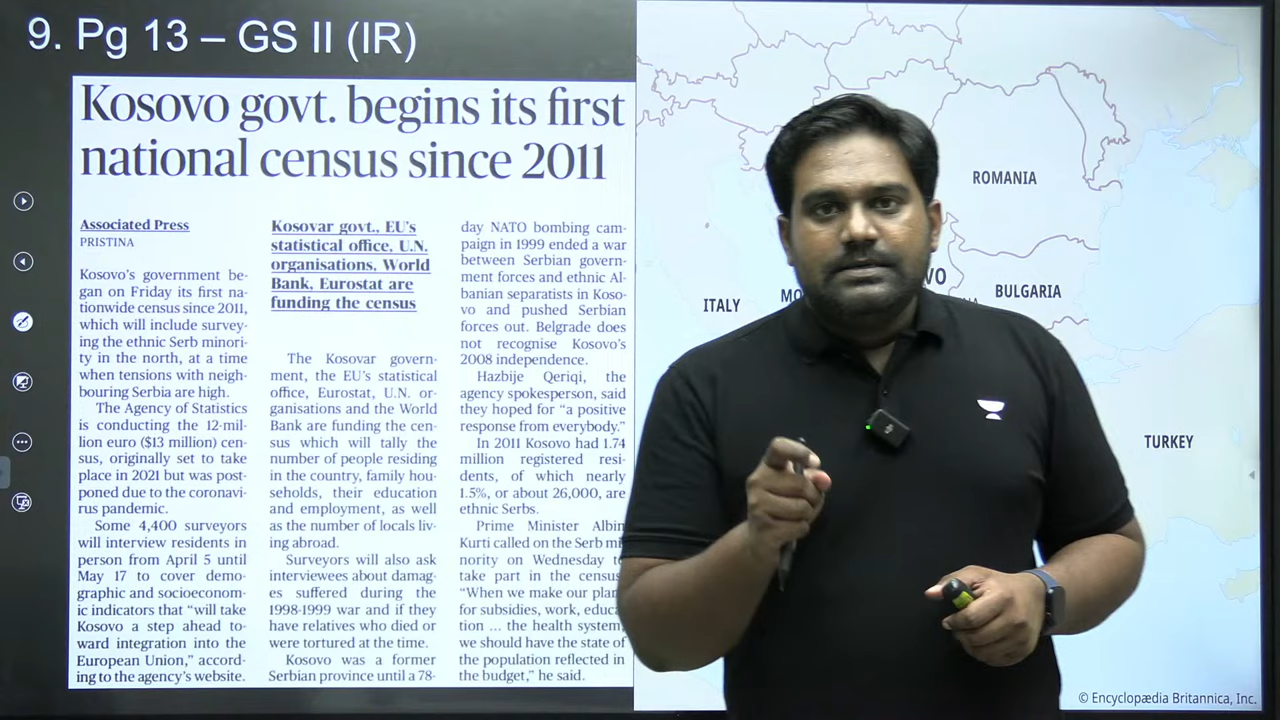 9. Pg 13 – GS II (IR)
Kosovo govt. begins its first
national census since 2011
Associated Press
PRISTINA
Kosovo's government be-
gan on Friday its first na-
tionwide census since 2011,
which will include survey-
ing the ethnic Serb minori-
ty in the north, at a time
when tensions with neigh-
bouring Serbia are high.
The Agency of Statistics
is conducting the 12-mil-
lion euro ($13 million) cen-
sus, originally set to take
place in 2021 but was post-
poned due to the coronavi-
rus pandemic.
Some 4,400 surveyors
will interview residents in
person from April 5 until
May 17 to cover demo-
graphic and socioeconom-
ic indicators that "will take
Kosovo a step ahead to-
ward integration into the
European Union," accord-
ing to the agency's website.
Kosovar govt., EU's
statistical office, U.N.
organisations, World
Bank, Eurostat are
funding the census
The Kosovar govern-
ment, the EU's statistical
office, Eurostat, U.N. or-
ganisations and the World
Bank are funding the cen-
sus which will tally the
number of people residing
in the country, family hou-
seholds, their education
and employment, as well
as the number of locals liv-
ing abroad.
Surveyors will also ask
interviewees about damag-
es suffered during the
1998-1999 war and if they
have relatives who died or
were tortured at the time.
Kosovo was a former
Serbian province until a 78-
day NATO bombing cam-
paign in 1999 ended a war
between Serbian govern-
ment forces and ethnic Al-
banian separatists in Koso-
vo and pushed Serbian
forces out. Belgrade does
not recognise Kosovo's
2008 independence.
Hazbije Qeriqi, the
agency spokesperson, said
they hoped for "a positive
response from everybody."
In 2011 Kosovo had 1.74
million registered resi-
dents, of which nearly
1.5%, or about 26,000, are
ethnic Serbs.
Prime Minister Albin
Kurti called on the Serb mi
nority on Wednesday t
take part in the census
"When we make our plan
for subsidies, work, educa
tion ... the health system,
we should have the state of
the population reflected in
the budget," he said.
ROMANIA
VO
BULGARIA
ITALY
MO
TURKEY
© Encyclopædia Britannica, Inc.